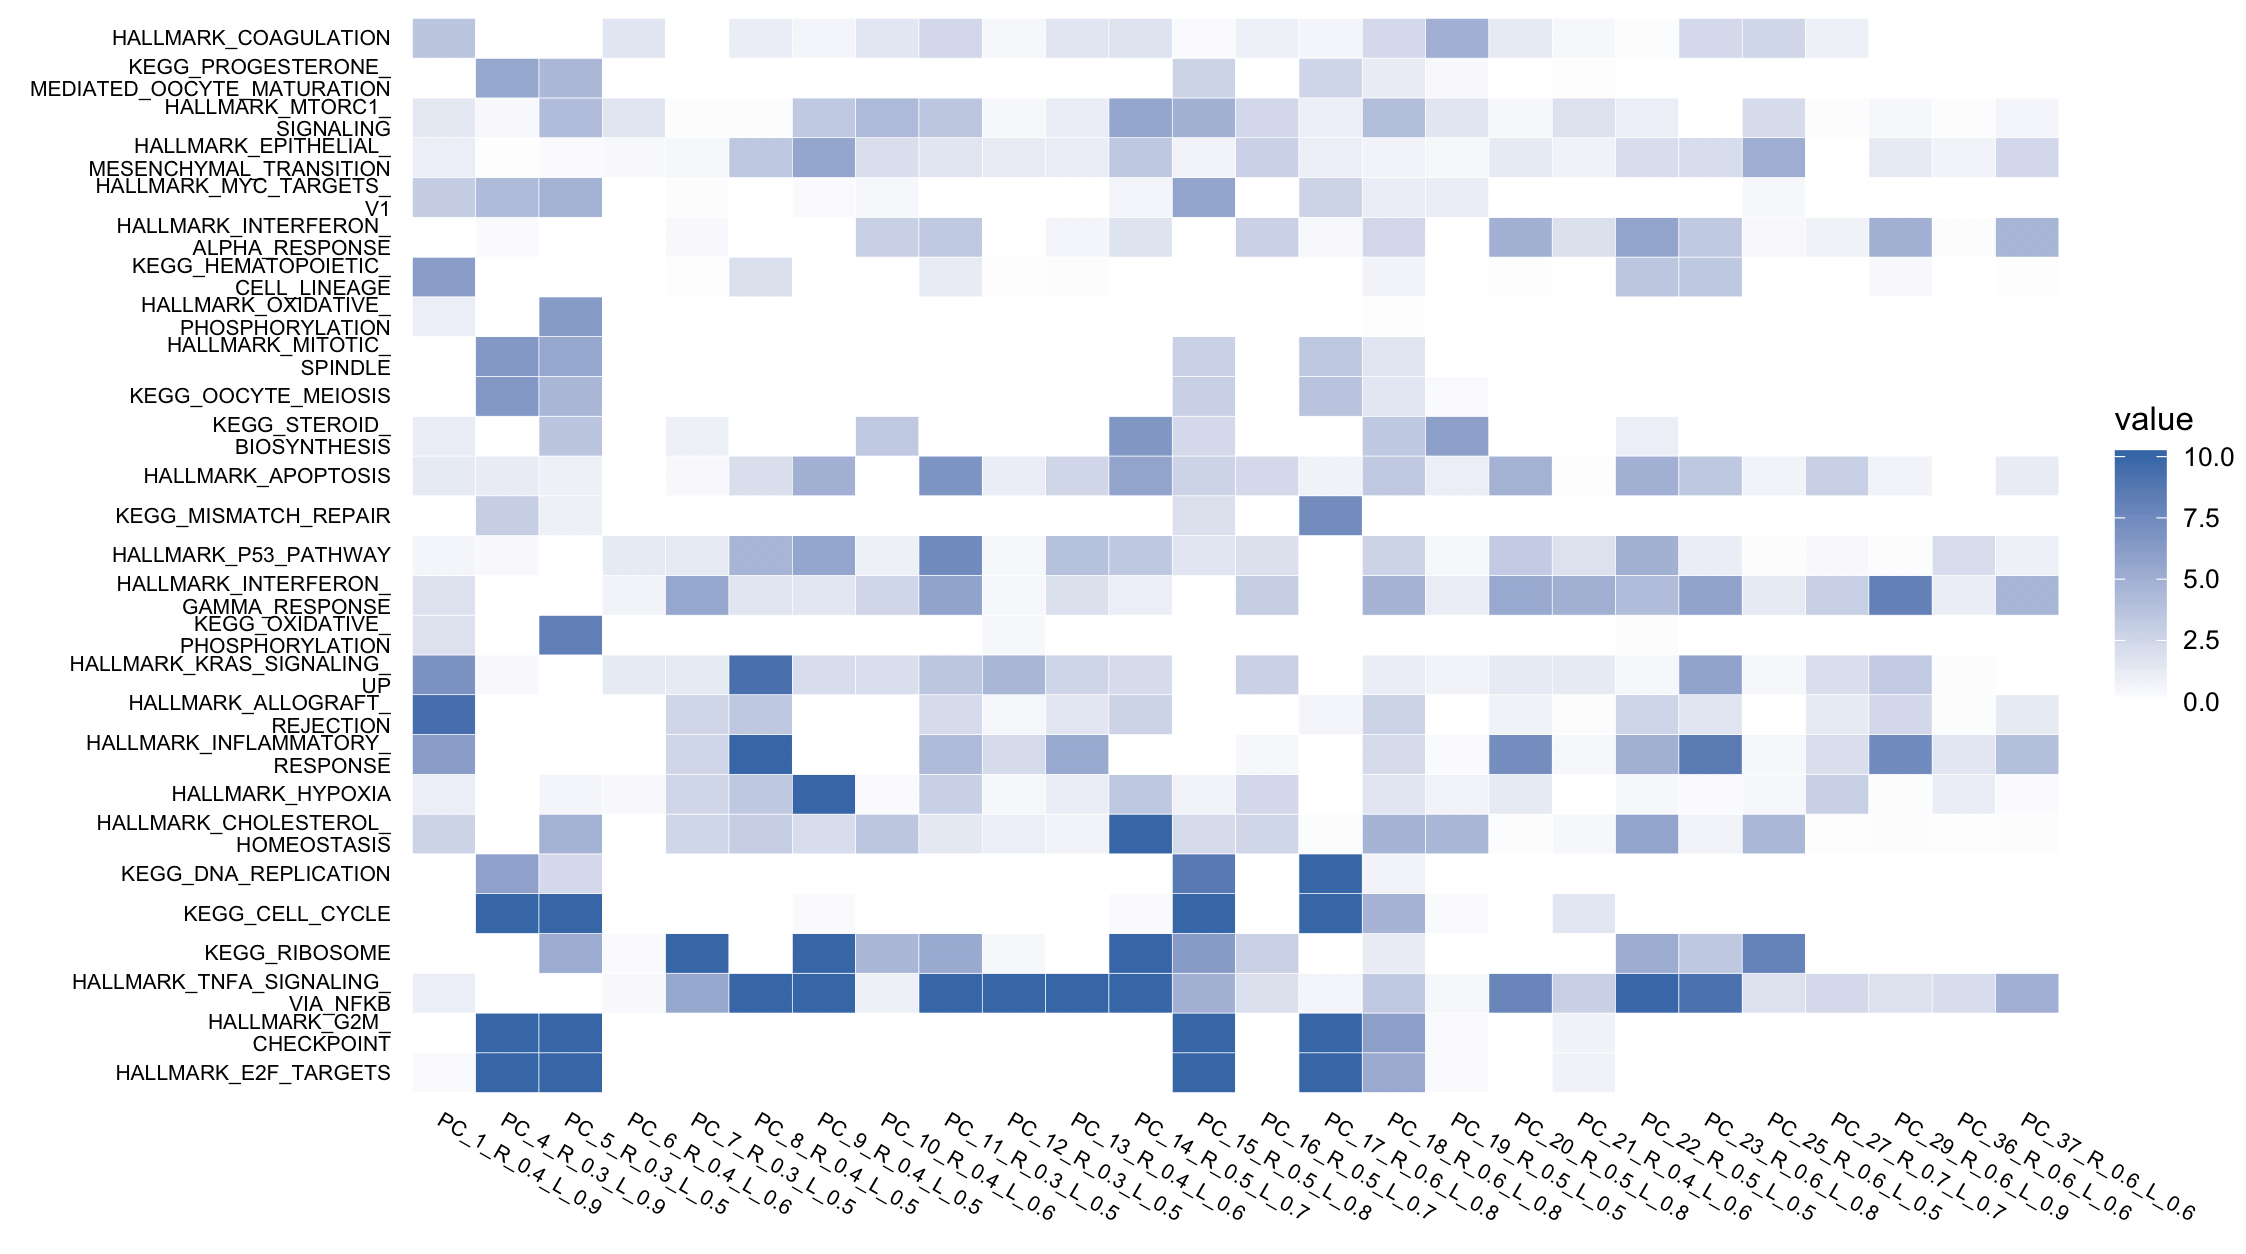 HALLMARK_COAGULATION
KEGG_PROGESTERONE_
MEDIATED_OOCYTE_MATURATION
HALLMARK_MTORC1_
SIGNALING
HALLMARK_EPITHELIAL_
MESENCHYMAL_TRANSITION
HALLMARK_MYC_TARGETS_
V1
HALLMARK_INTERFERON_
ALPHA_RESPONSE
KEGG_HEMATOPOIETIC_
CELL_LINEAGE
HALLMARK_OXIDATIVE_
PHOSPHORYLATION
HALLMARK_MITOTIC_
SPINDLE
KEGG_OOCYTE_MEIOSIS
KEGG_STEROID_
BIOSYNTHESIS
HALLMARK_APOPTOSIS
KEGG_MISMATCH_REPAIR
HALLMARK_P53_PATHWAY
HALLMARK_INTERFERON_
GAMMA_RESPONSE
KEGG_OXIDATIVE_
PHOSPHORYLATION
HALLMARK_KRAS_SIGNALING_
UP
HALLMARK_ALLOGRAFT_
REJECTION
HALLMARK_INFLAMMATORY_
RESPONSE
HALLMARK_HYPOXIA
HALLMARK_CHOLESTEROL_
HOMEOSTASIS
KEGG_DNA_REPLICATION
KEGG_CELL_CYCLE
KEGG_RIBOSOME
HALLMARK_TNFA_SIGNALING_
VIA_NFKB
HALLMARK_G2M_
CHECKPOINT
HALLMARK_E2F_TARGETS
PC_1_R_0.4_L_0.9
PC_4_R_0.3_L_0.9
PC_5_R_0.3_L_0.5
PC_6_R_0.4_L_0.6
PC_7_R_0.3_L_0.5
PC_8_R_0.4_L_0.5
PC_9_R_0.4_L_0.5
PC_10_R_0.4_L_0.6
PC_11_R_0.3_L_0.5
PC_12_R_0.3_L_0.5
PC_13_R_0.4_L_0.6
PC_14_R_0.5_L_0.7
PC_15_R_0.5_L_0.8
PC_16_R_0.5_L_0.7
PC_17_R_0.6_L_0.8
PC_18_R_0.6_L_0.8
PC_19_R_0.5_L_0.5
PC_20_R_0.5_L_0.8
PC_21_R_0.4_L_0.6
PC_22_R_0.5_L_0.5
PC_23_R_0.6_L_0.8
PC_25_R_0.6_L_0.5
PC_27_R_0.7_L_0.7
PC_29_R_0.6_L_0.9
PC_36_R_0.6_L_0.6
PC_37_R_0.6_L_0.6
value
10.0
7.5
5.0
2.5
0.0